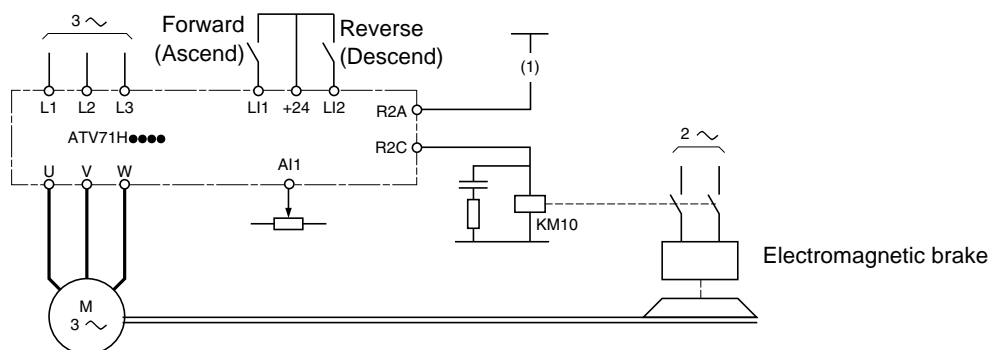 3 ~
Forward
(Ascend)
Reverse
(Descend)
(1)
L1 L2 L3 LI1 +24 LI2
R2A
ATV71H●●●●
R2C
2 ~
U V W
AI1
KM10
Electromagnetic brake
M
3 ~